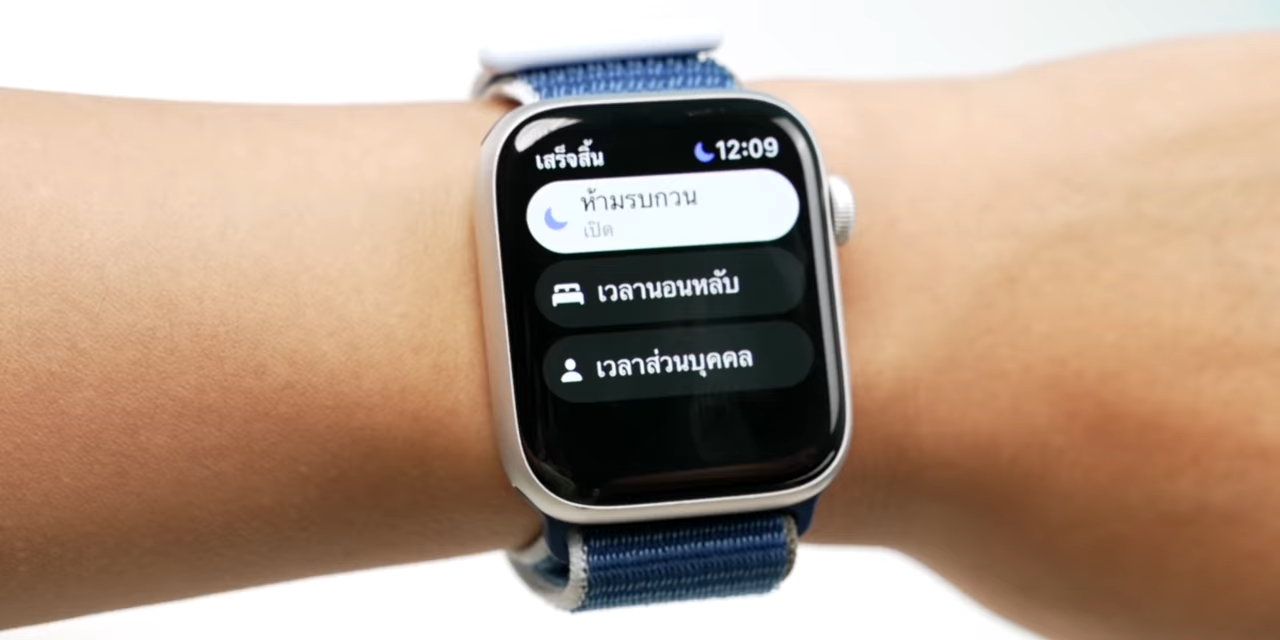 เสร็จสิ้น 12:09
ห้ามรบกวน
เปิด
เวลานอนหลับ
เวลาส่วนบุคคล